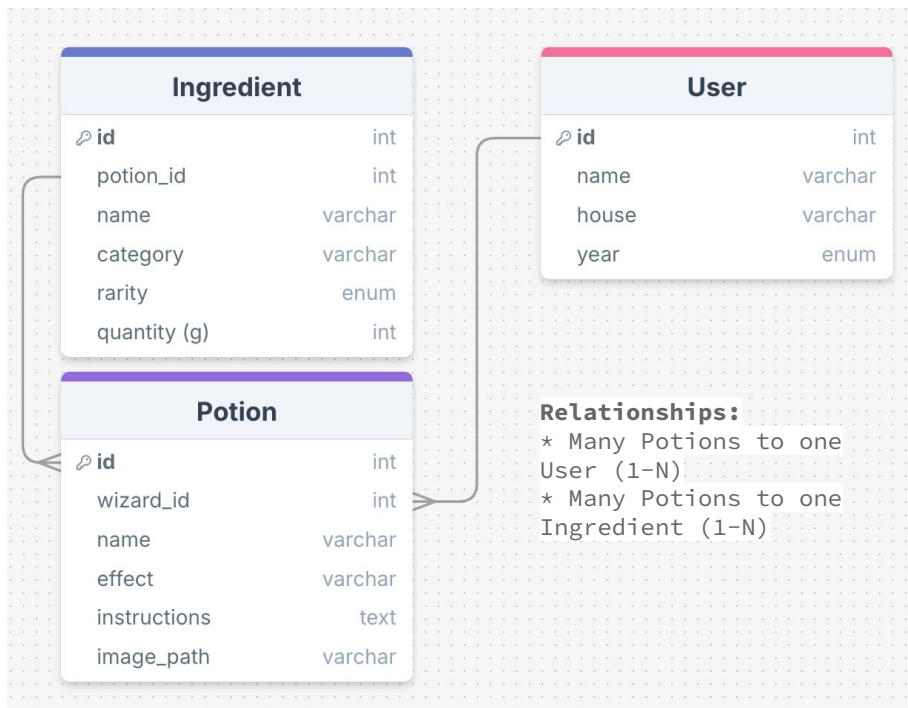 Ingredient
id int
potion_id int
name varchar
category varchar
rarity enum
quantity (g) int
Potion
id int
wizard_id int
name varchar
effect varchar
instructions text
image_path varchar
User
id int
name varchar
house varchar
year enum
Relationships:
* Many Potions to one
User (1-N)
* Many Potions to one
Ingredient (1-N)